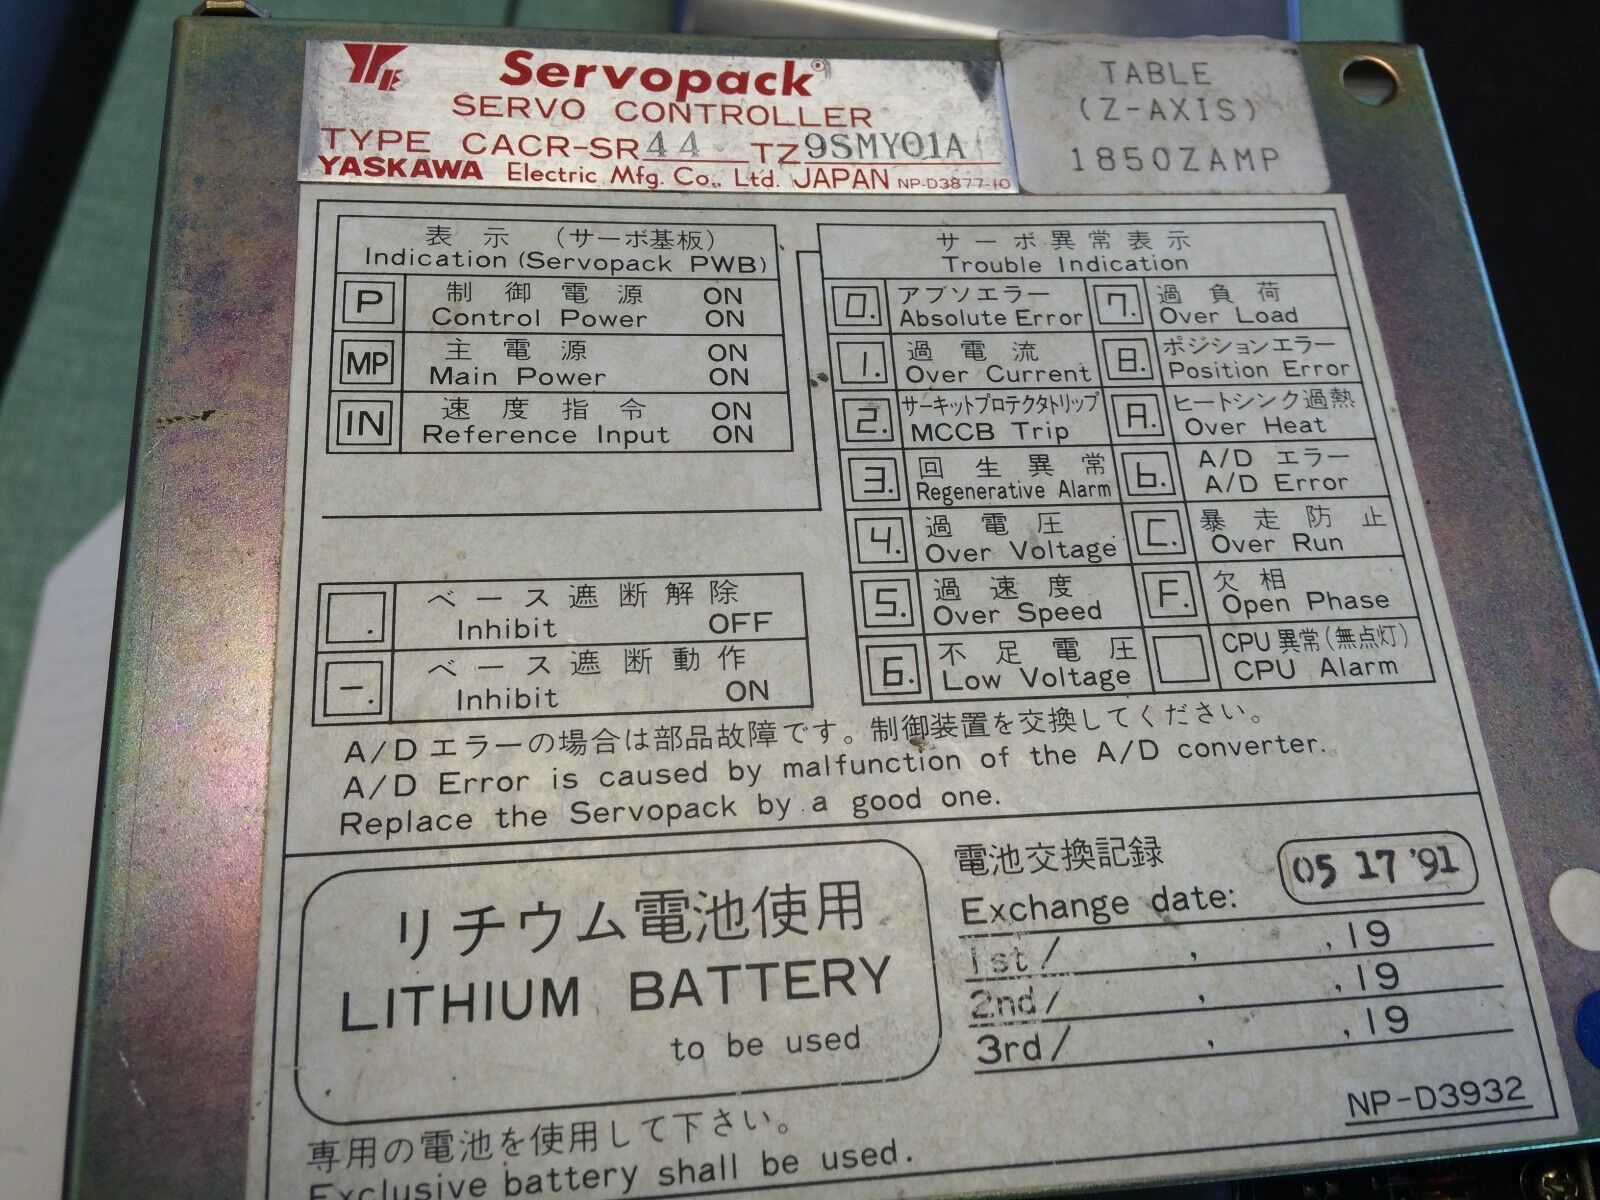 Servopack®
SERVO CONTROLLER
TYPE CACR-SR44 TZ9SMY01A
YASKAWA Electric Mfg. Co., Ltd. JAPAN NP-D3877-10
TABLE
(Z-AXIS)
1850ZAMP
表示 (サーボ基板)
Indication (Servopack PWB)
P 制御電源 ON
Control Power ON
MP 主電源 ON
Main Power ON
IN 速度指令 ON
Reference Input ON
. ベース遮断解除
Inhibit OFF
-. ベース遮断動作
Inhibit ON
サーボ異常表示
Trouble Indication
0. アブソエラー
Absolute Error
1. 過電流
Over Current
2. サーキットプロテクタトリップ
MCCB Trip
3. 回生異常
Regenerative Alarm
4. 過電圧
Over Voltage
5. 過速度
Over Speed
6. 不足電圧
Low Voltage
7. 過負荷
Over Load
8. ポジションエラー
Position Error
A. ヒートシンク過熱
Over Heat
b. A/D エラー
A/D Error
C. 暴走防止
Over Run
F. 欠相
Open Phase
CPU 異常(無点灯)
CPU Alarm
A/D エラーの場合は部品故障です。制御装置を交換してください。
A/D Error is caused by malfunction of the A/D converter.
Replace the Servopack by a good one.
リチウム電池使用
LITHIUM BATTERY
to be used
電池交換記録
Exchange date: 05 17 '91
1st/ , ,19
2nd/ , ,19
3rd/ , ,19
NP-D3932
専用の電池を使用して下さい。
Exclusive battery shall be used.